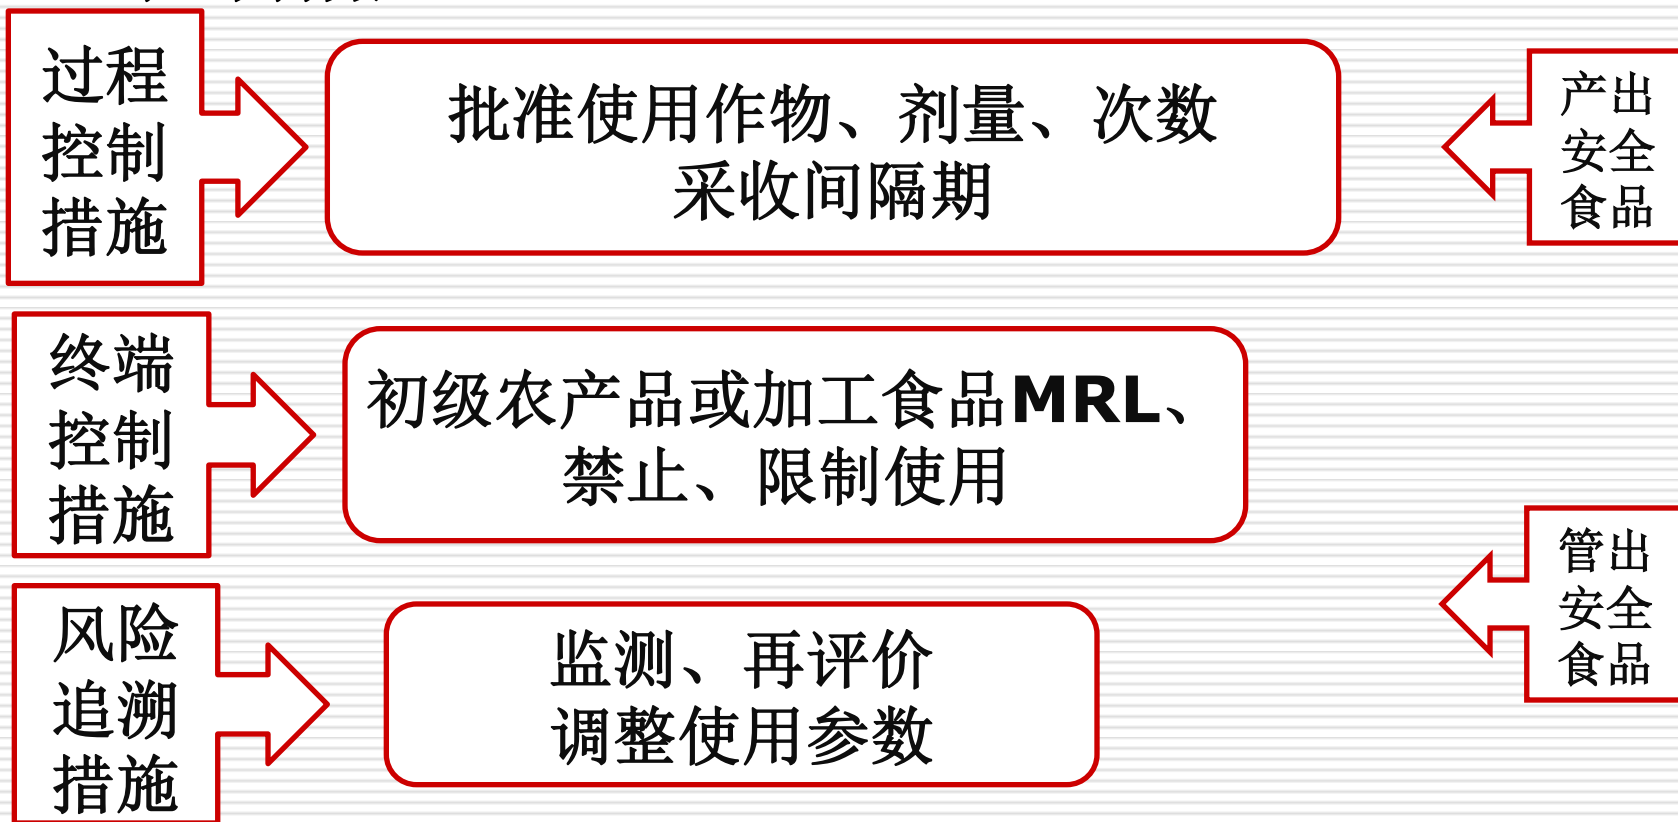 过程
控制
措施
批准使用作物、剂量、次数
采收间隔期
产出
安全
食品
终端
控制
措施
初级农产品或加工食品MRL、
禁止、限制使用
管出
安全
食品
风险
追溯
措施
监测、再评价
调整使用参数